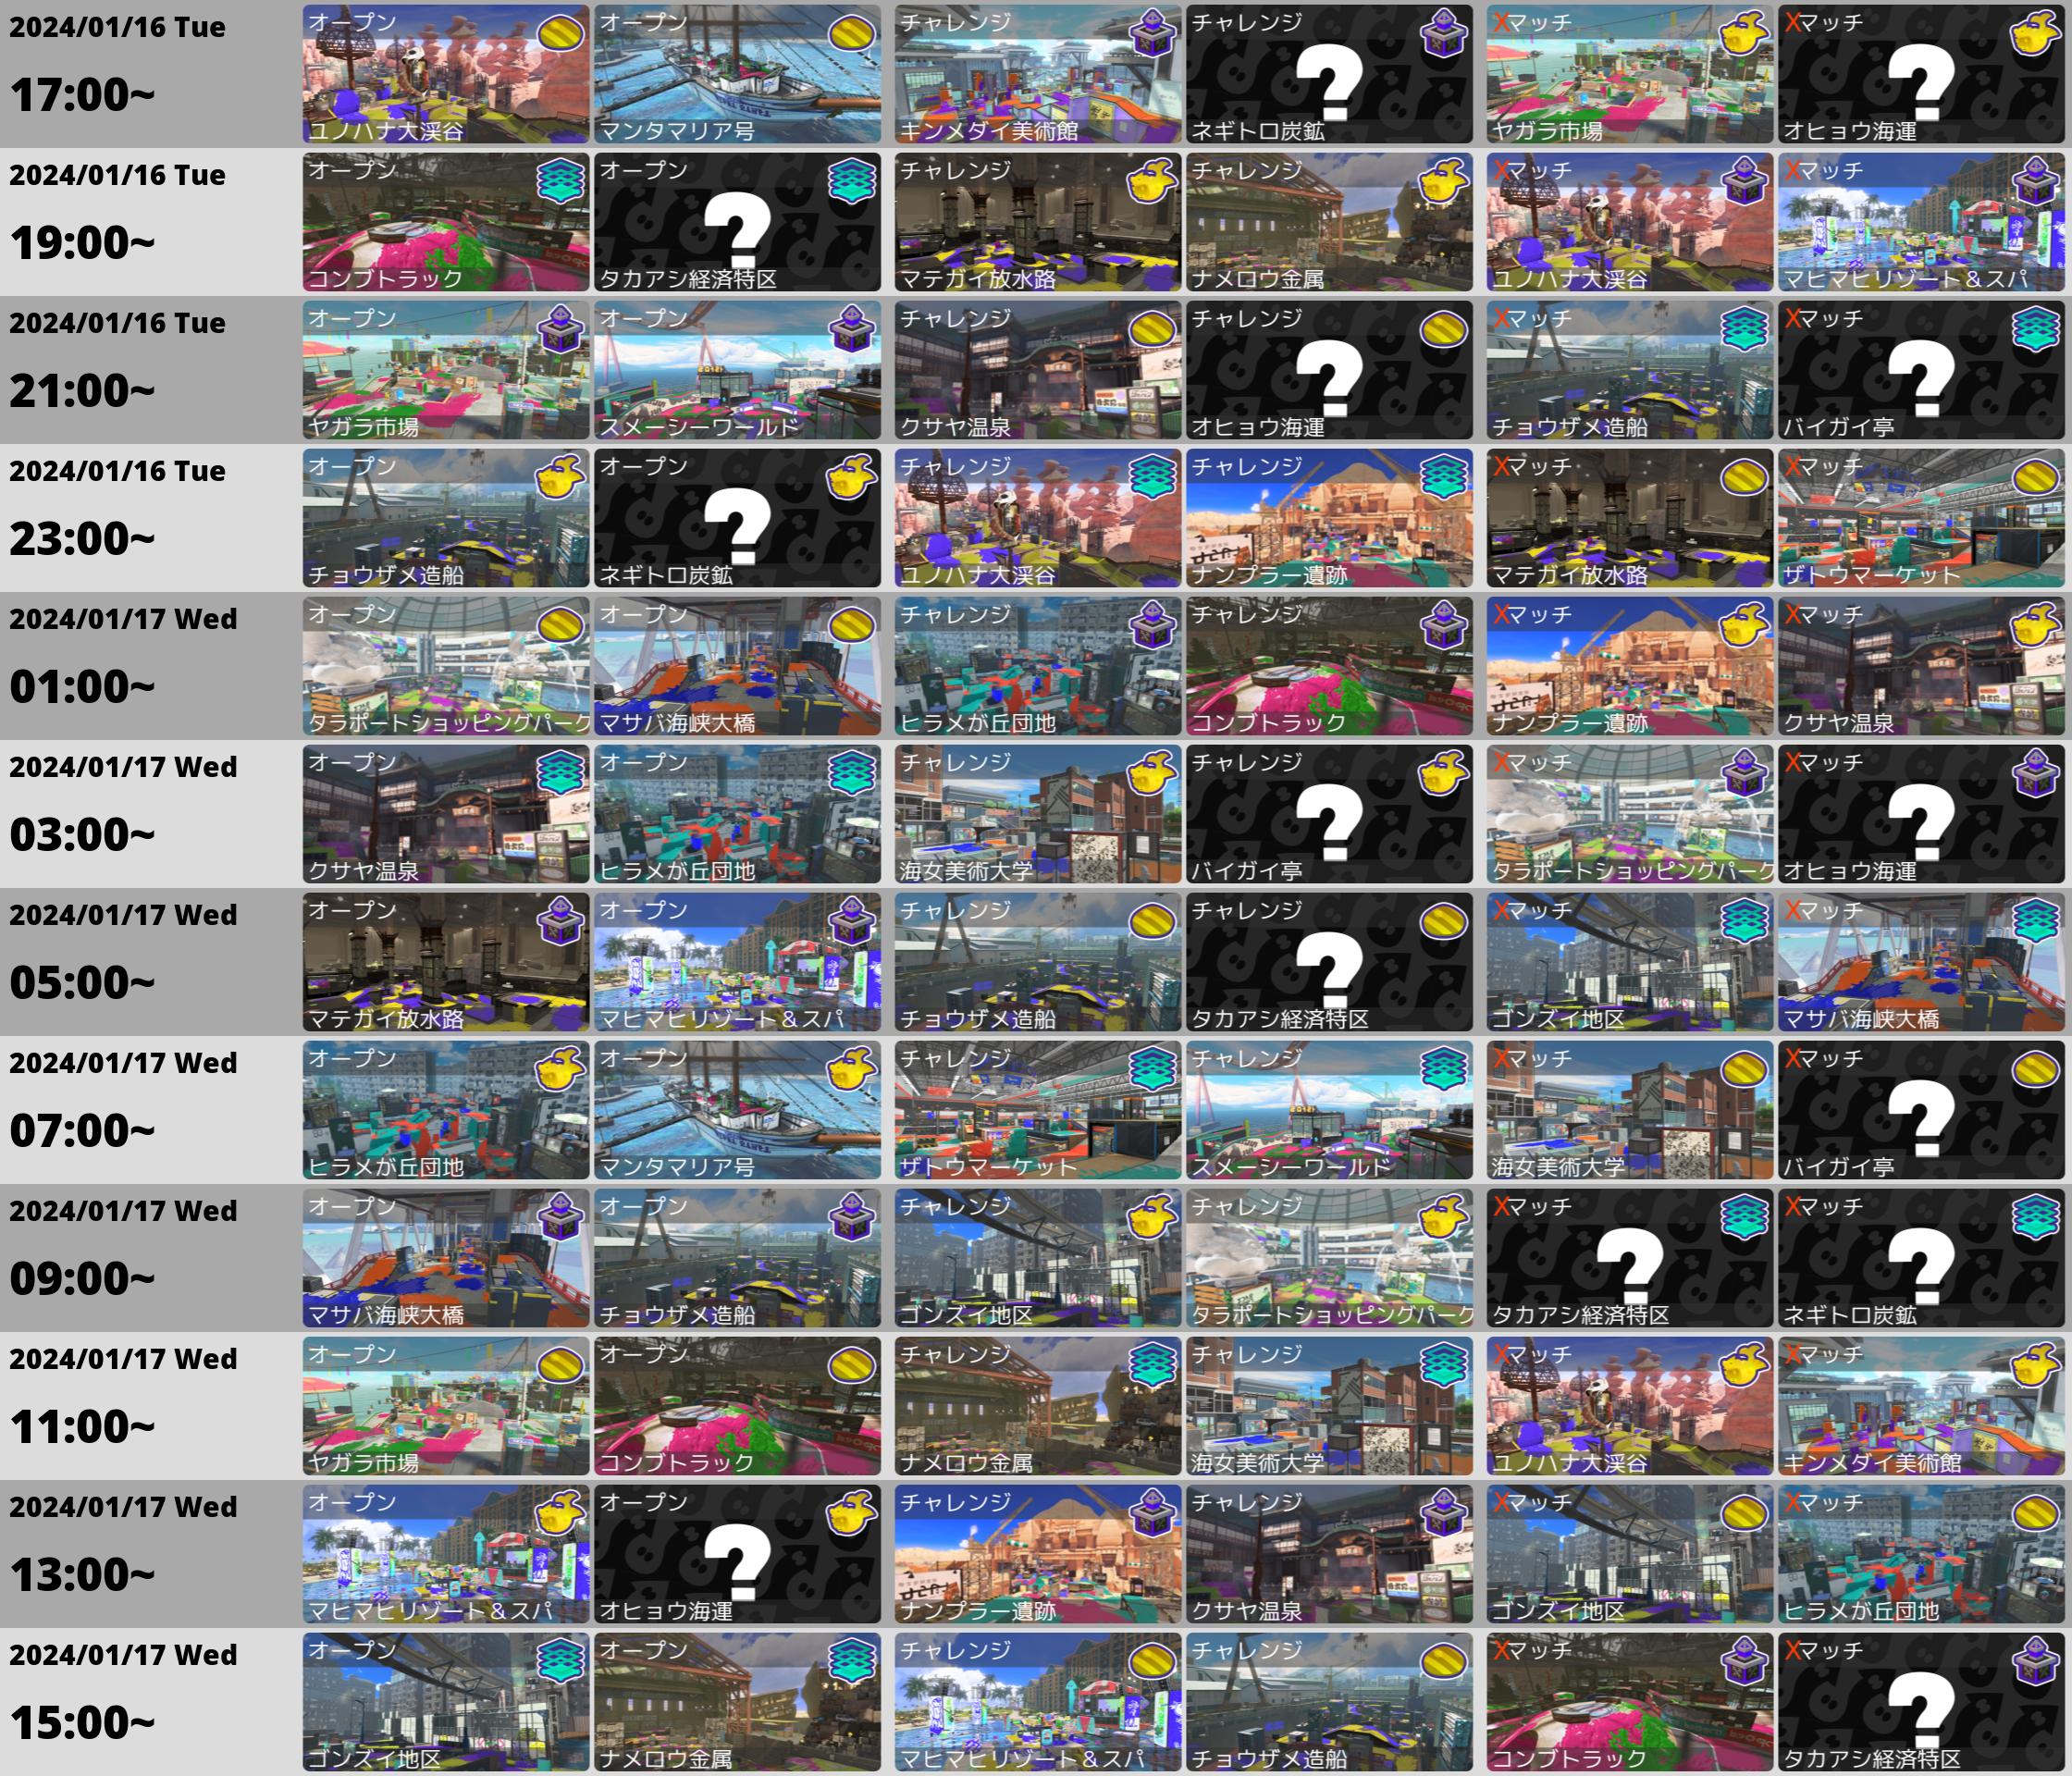 2024/01/16 Tue
17:00~
オープン
ユノハナ大渓谷
オープン
マンタマリア号
チャレンジ
キンメダイ美術館
チャレンジ
?
ネギトロ炭鉱
Xマッチ
ヤガラ市場
Xマッチ
?
オヒョウ海運
2024/01/16 Tue
19:00~
オープン
コンブトラック
オープン
?
タカアシ経済特区
チャレンジ
マテガイ放水路
チャレンジ
ナメロウ金属
Xマッチ
ユノハナ大渓谷
Xマッチ
マヒマヒリゾート&スパ
2024/01/16 Tue
21:00~
オープン
ヤガラ市場
オープン
スメーシーワールド
チャレンジ
クサヤ温泉
チャレンジ
?
オヒョウ海運
Xマッチ
チョウザメ造船
Xマッチ
?
バイガイ亭
2024/01/16 Tue
23:00~
オープン
チョウザメ造船
オープン
?
ネギトロ炭鉱
チャレンジ
ユノハナ大渓谷
チャレンジ
ナンプラー遺跡
Xマッチ
マテガイ放水路
Xマッチ
ザトウマーケット
2024/01/17 Wed
01:00~
オープン
タラポートショッピングパーク
オープン
マサバ海峡大橋
チャレンジ
ヒラメが丘団地
チャレンジ
コンブトラック
Xマッチ
ナンプラー遺跡
Xマッチ
クサヤ温泉
2024/01/17 Wed
03:00~
オープン
クサヤ温泉
オープン
ヒラメが丘団地
チャレンジ
海女美術大学
チャレンジ
?
バイガイ亭
Xマッチ
タラポートショッピングパーク
Xマッチ
?
オヒョウ海運
2024/01/17 Wed
05:00~
オープン
マテガイ放水路
オープン
マヒマヒリゾート&スパ
チャレンジ
チョウザメ造船
チャレンジ
?
タカアシ経済特区
Xマッチ
ゴンズイ地区
Xマッチ
マサバ海峡大橋
2024/01/17 Wed
07:00~
オープン
ヒラメが丘団地
オープン
マンタマリア号
チャレンジ
ザトウマーケット
チャレンジ
スメーシーワールド
Xマッチ
海女美術大学
Xマッチ
?
バイガイ亭
2024/01/17 Wed
09:00~
オープン
マサバ海峡大橋
オープン
チョウザメ造船
チャレンジ
ゴンズイ地区
チャレンジ
タラポートショッピングパーク
Xマッチ
?
タカアシ経済特区
Xマッチ
?
ネギトロ炭鉱
2024/01/17 Wed
11:00~
オープン
ヤガラ市場
オープン
コンブトラック
チャレンジ
ナメロウ金属
チャレンジ
海女美術大学
Xマッチ
ユノハナ大渓谷
Xマッチ
キンメダイ美術館
2024/01/17 Wed
13:00~
オープン
マヒマヒリゾート&スパ
オープン
?
オヒョウ海運
チャレンジ
ナンプラー遺跡
チャレンジ
クサヤ温泉
Xマッチ
ゴンズイ地区
Xマッチ
ヒラメが丘団地
2024/01/17 Wed
15:00~
オープン
ゴンズイ地区
オープン
ナメロウ金属
チャレンジ
マヒマヒリゾート&スパ
チャレンジ
チョウザメ造船
Xマッチ
コンブトラック
Xマッチ
?
タカアシ経済特区